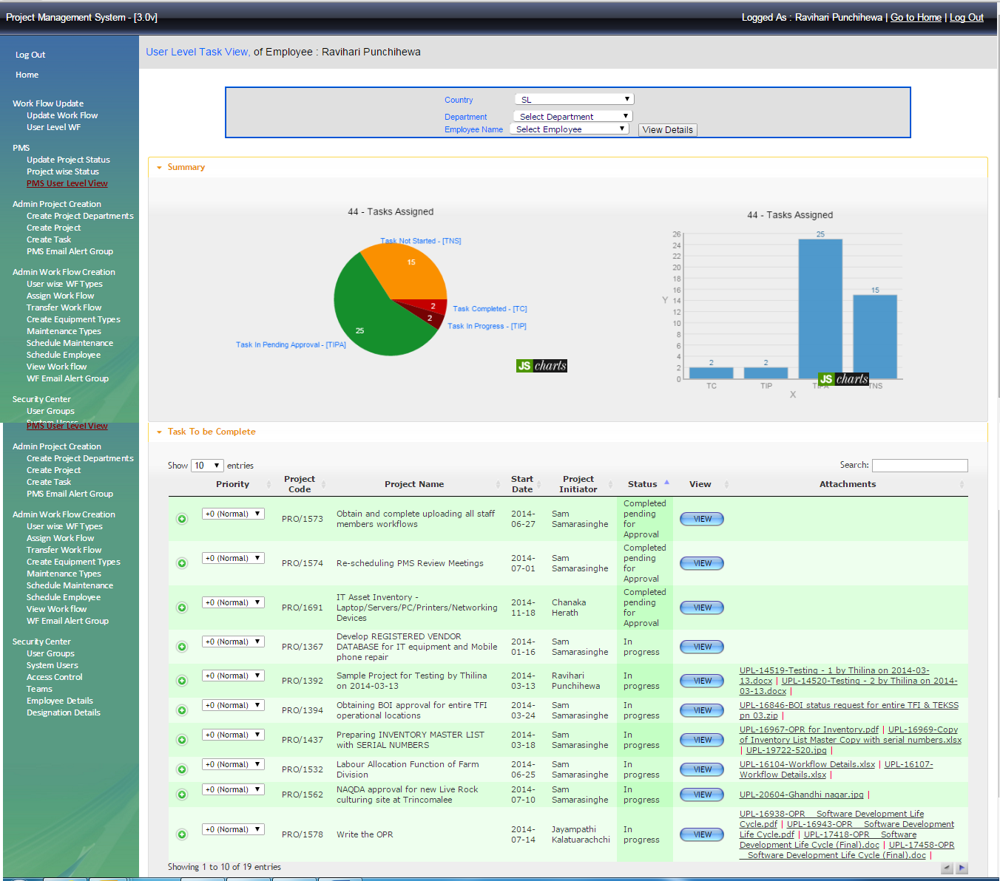 Project Management System - [3.0v]
Logged As : Ravihari Punchihewa | Go to Home | Log Out
Log Out
Home
Work Flow Update
Update Work Flow
User Level WF
PMS
Update Project Status
Project wise Status
PMS User Level View
Admin Project Creation
Create Project Departments
Create Project
Create Task
PMS Email Alert Group
Admin Work Flow Creation
User wise WF Types
Assign Work Flow
Transfer Work Flow
Create Equipment Types
Maintenance Types
Schedule Maintenance
Schedule Employee
View Work flow
WF Email Alert Group
Security Center
User Groups
System Users
PMS User Level View
Admin Project Creation
Create Project Departments
Create Project
Create Task
PMS Email Alert Group
Admin Work Flow Creation
User wise WF Types
Assign Work Flow
Transfer Work Flow
Create Equipment Types
Maintenance Types
Schedule Maintenance
Schedule Employee
View Work flow
WF Email Alert Group
Security Center
User Groups
System Users
Access Control
Teams
Employee Details
Designation Details
User Level Task View, of Employee : Ravihari Punchihewa
Country SL
Department Select Department
Employee Name Select Employee View Details
Summary
44 - Tasks Assigned
Task Not Started - [TNS]
15
2 Task Completed - [TC]
2 Task In Progress - [TIP]
25
Task In Pending Approval - [TIPA]
JS charts
44 - Tasks Assigned
26
24
22
20
18
16
14
12
10
8
6
4
2
0
Y
2
2
25
15
TC TIP TIPA TNS
X
JS charts
Task To be Complete
Show 10 entries
Search:
Priority Project Code Project Name Start Date Project Initiator Status View Attachments
+0 (Normal) PRO/1573 Obtain and complete uploading all staff members workflows 2014-06-27 Sam Samarasinghe Completed pending for Approval VIEW
+0 (Normal) PRO/1574 Re-scheduling PMS Review Meetings 2014-07-01 Sam Samarasinghe Completed pending for Approval VIEW
+0 (Normal) PRO/1691 IT Asset Inventory - Laptop/Servers/PC/Printers/Networking Devices 2014-11-18 Chanaka Herath Completed pending for Approval VIEW
+0 (Normal) PRO/1367 Develop REGISTERED VENDOR DATABASE for IT equipment and Mobile phone repair 2014-01-16 Sam Samarasinghe In progress VIEW
+0 (Normal) PRO/1392 Sample Project for Testing by Thilina on 2014-03-13 2014-03-13 Ravihari Punchihewa In progress VIEW UPL-14519-Testing - 1 by Thilina on 2014-03-13.docx | UPL-14520-Testing - 2 by Thilina on 2014-03-13.docx |
+0 (Normal) PRO/1394 Obtaining BOI approval for entire TFI operational locations 2014-03-24 Sam Samarasinghe In progress VIEW UPL-16846-BOI status request for entire TFI & TEKSS pn 03.zip |
+0 (Normal) PRO/1437 Preparing INVENTORY MASTER LIST with SERIAL NUMBERS 2014-03-18 Sam Samarasinghe In progress VIEW UPL-16967-OPR for Inventory.pdf | UPL-16969-Copy of Inventory List Master Copy with serial numbers.xlsx | UPL-19722-520.jpg |
+0 (Normal) PRO/1532 Labour Allocation Function of Farm Division 2014-06-25 Sam Samarasinghe In progress VIEW UPL-16104-Workflow Details.xlsx | UPL-16107-Workflow Details.xlsx |
+0 (Normal) PRO/1562 NAQDA approval for new Live Rock culturing site at Trincomalee 2014-07-10 Sam Samarasinghe In progress VIEW UPL-20604-Ghandhi nagar.jpg |
+0 (Normal) PRO/1578 Write the OPR 2014-07-14 Jayampathi Kalatuarachchi In progress VIEW UPL-16938-OPR _ Software Development Life Cycle.pdf | UPL-16943-OPR _ Software Development Life Cycle.pdf | UPL-17418-OPR _ Software Development Life Cycle (Final).doc | UPL-17458-OPR _ Software Development Life Cycle (Final).doc |
Showing 1 to 10 of 19 entries